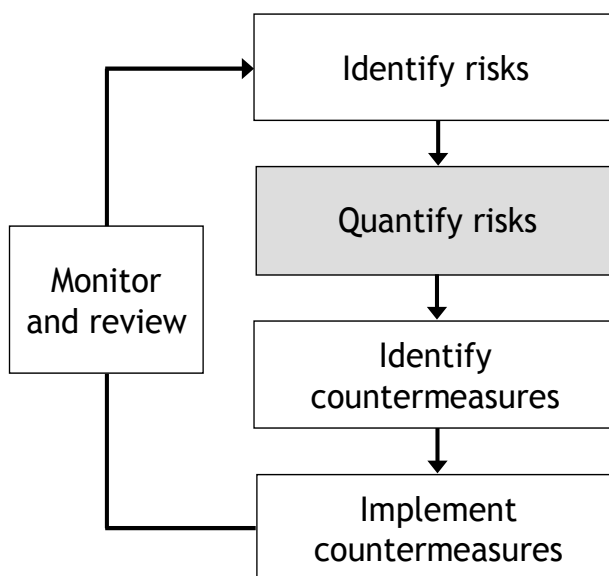 Identify risks
Quantify risks
Monitor
and review
Identify
countermeasures
Implement
countermeasures